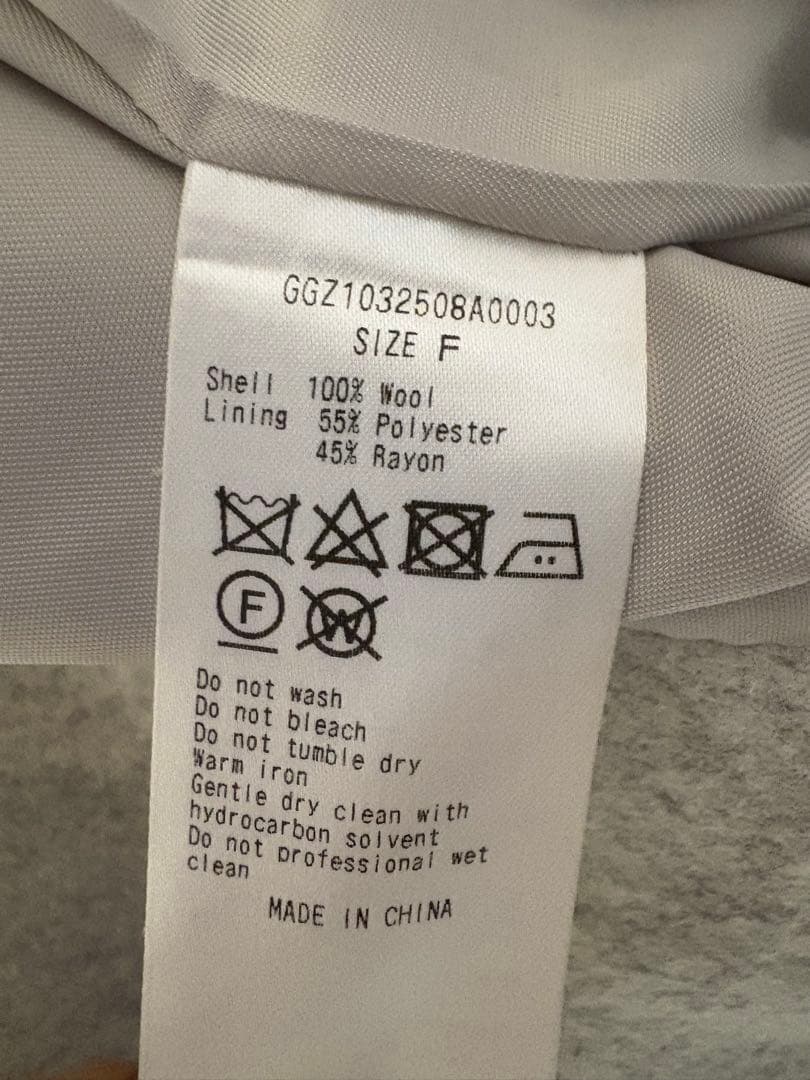 GGZ1032508A0003
SIZE F
Shell 100% Wool
Lining 55% Polyester
45% Rayon
F W
Do not wash
Do not bleach
Do not tumble dry
Warm iron
Gentle dry clean with
hydrocarbon solvent
Do not professional wet
clean
MADE IN CHINA